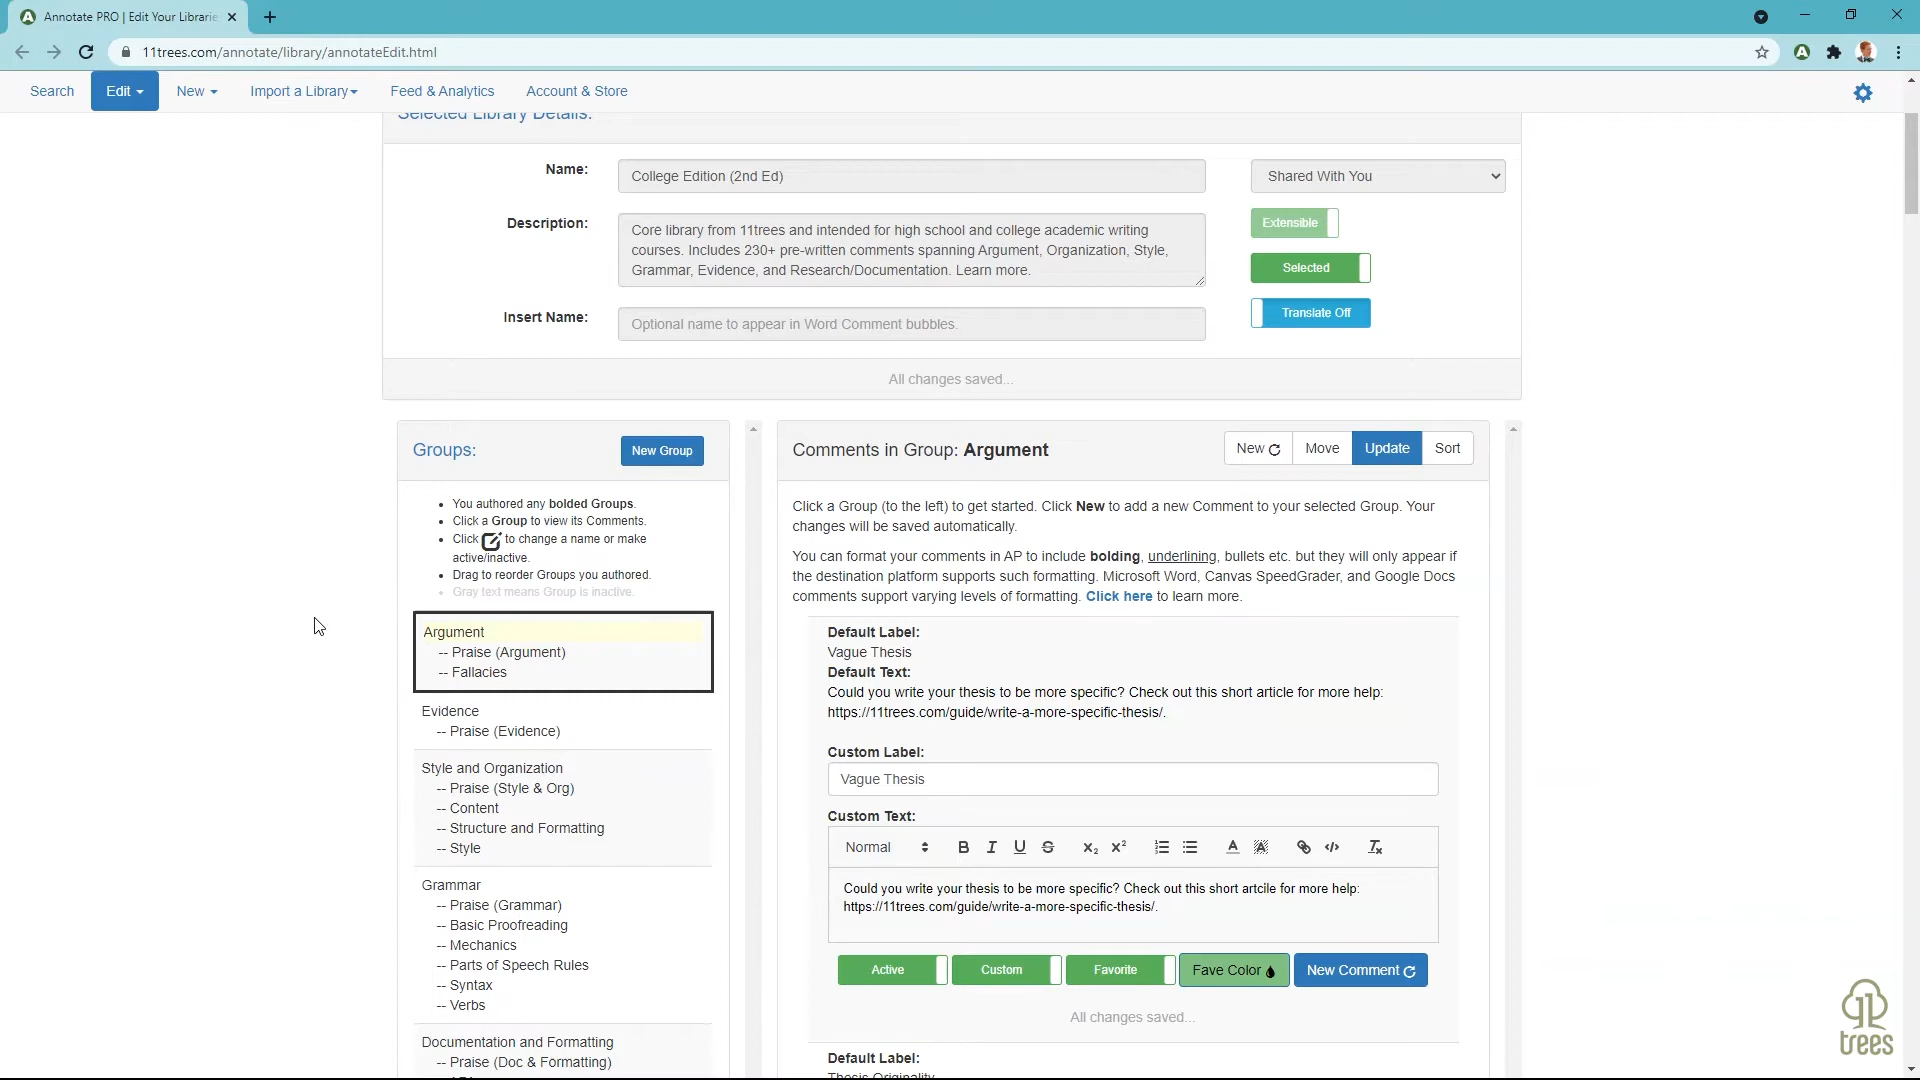 Annotate PRO | Edit Your Librarie
11trees.com/annotate/library/annotateEdit.html
Search
Edit
New
Import a Library
Feed & Analytics
Account & Store
Selected Library Details:
Name:
College Edition (2nd Ed)
Shared With You
Description:
Core library from 11trees and intended for high school and college academic writing
courses. Includes 230+ pre-written comments spanning Argument, Organization, Style,
Grammar, Evidence, and Research/Documentation. Learn more.
Extensible
Selected
Insert Name:
Optional name to appear in Word Comment bubbles.
Translate Off
All changes saved...
Groups:
New Group
• You authored any bolded Groups.
• Click a Group to view its Comments.
• Click to change a name or make
active/inactive.
• Drag to reorder Groups you authored.
• Gray text means Group is inactive.
Argument
-- Praise (Argument)
-- Fallacies
Evidence
-- Praise (Evidence)
Style and Organization
-- Praise (Style & Org)
-- Content
-- Structure and Formatting
-- Style
Grammar
-- Praise (Grammar)
-- Basic Proofreading
-- Mechanics
-- Parts of Speech Rules
-- Syntax
-- Verbs
Documentation and Formatting
-- Praise (Doc & Formatting)
Comments in Group: Argument
New
Move
Update
Sort
Click a Group (to the left) to get started. Click New to add a new Comment to your selected Group. Your
changes will be saved automatically.
You can format your comments in AP to include bolding, underlining, bullets etc. but they will only appear if
the destination platform supports such formatting. Microsoft Word, Canvas SpeedGrader, and Google Docs
comments support varying levels of formatting. Click here to learn more.
Default Label:
Vague Thesis
Default Text:
Could you write your thesis to be more specific? Check out this short article for more help:
https://11trees.com/guide/write-a-more-specific-thesis/.
Custom Label:
Vague Thesis
Custom Text:
Normal
Could you write your thesis to be more specific? Check out this short artcile for more help:
https://11trees.com/guide/write-a-more-specific-thesis/.
Active
Custom
Favorite
Fave Color
New Comment
All changes saved...
Default Label:
Thesis Originality
11
trees